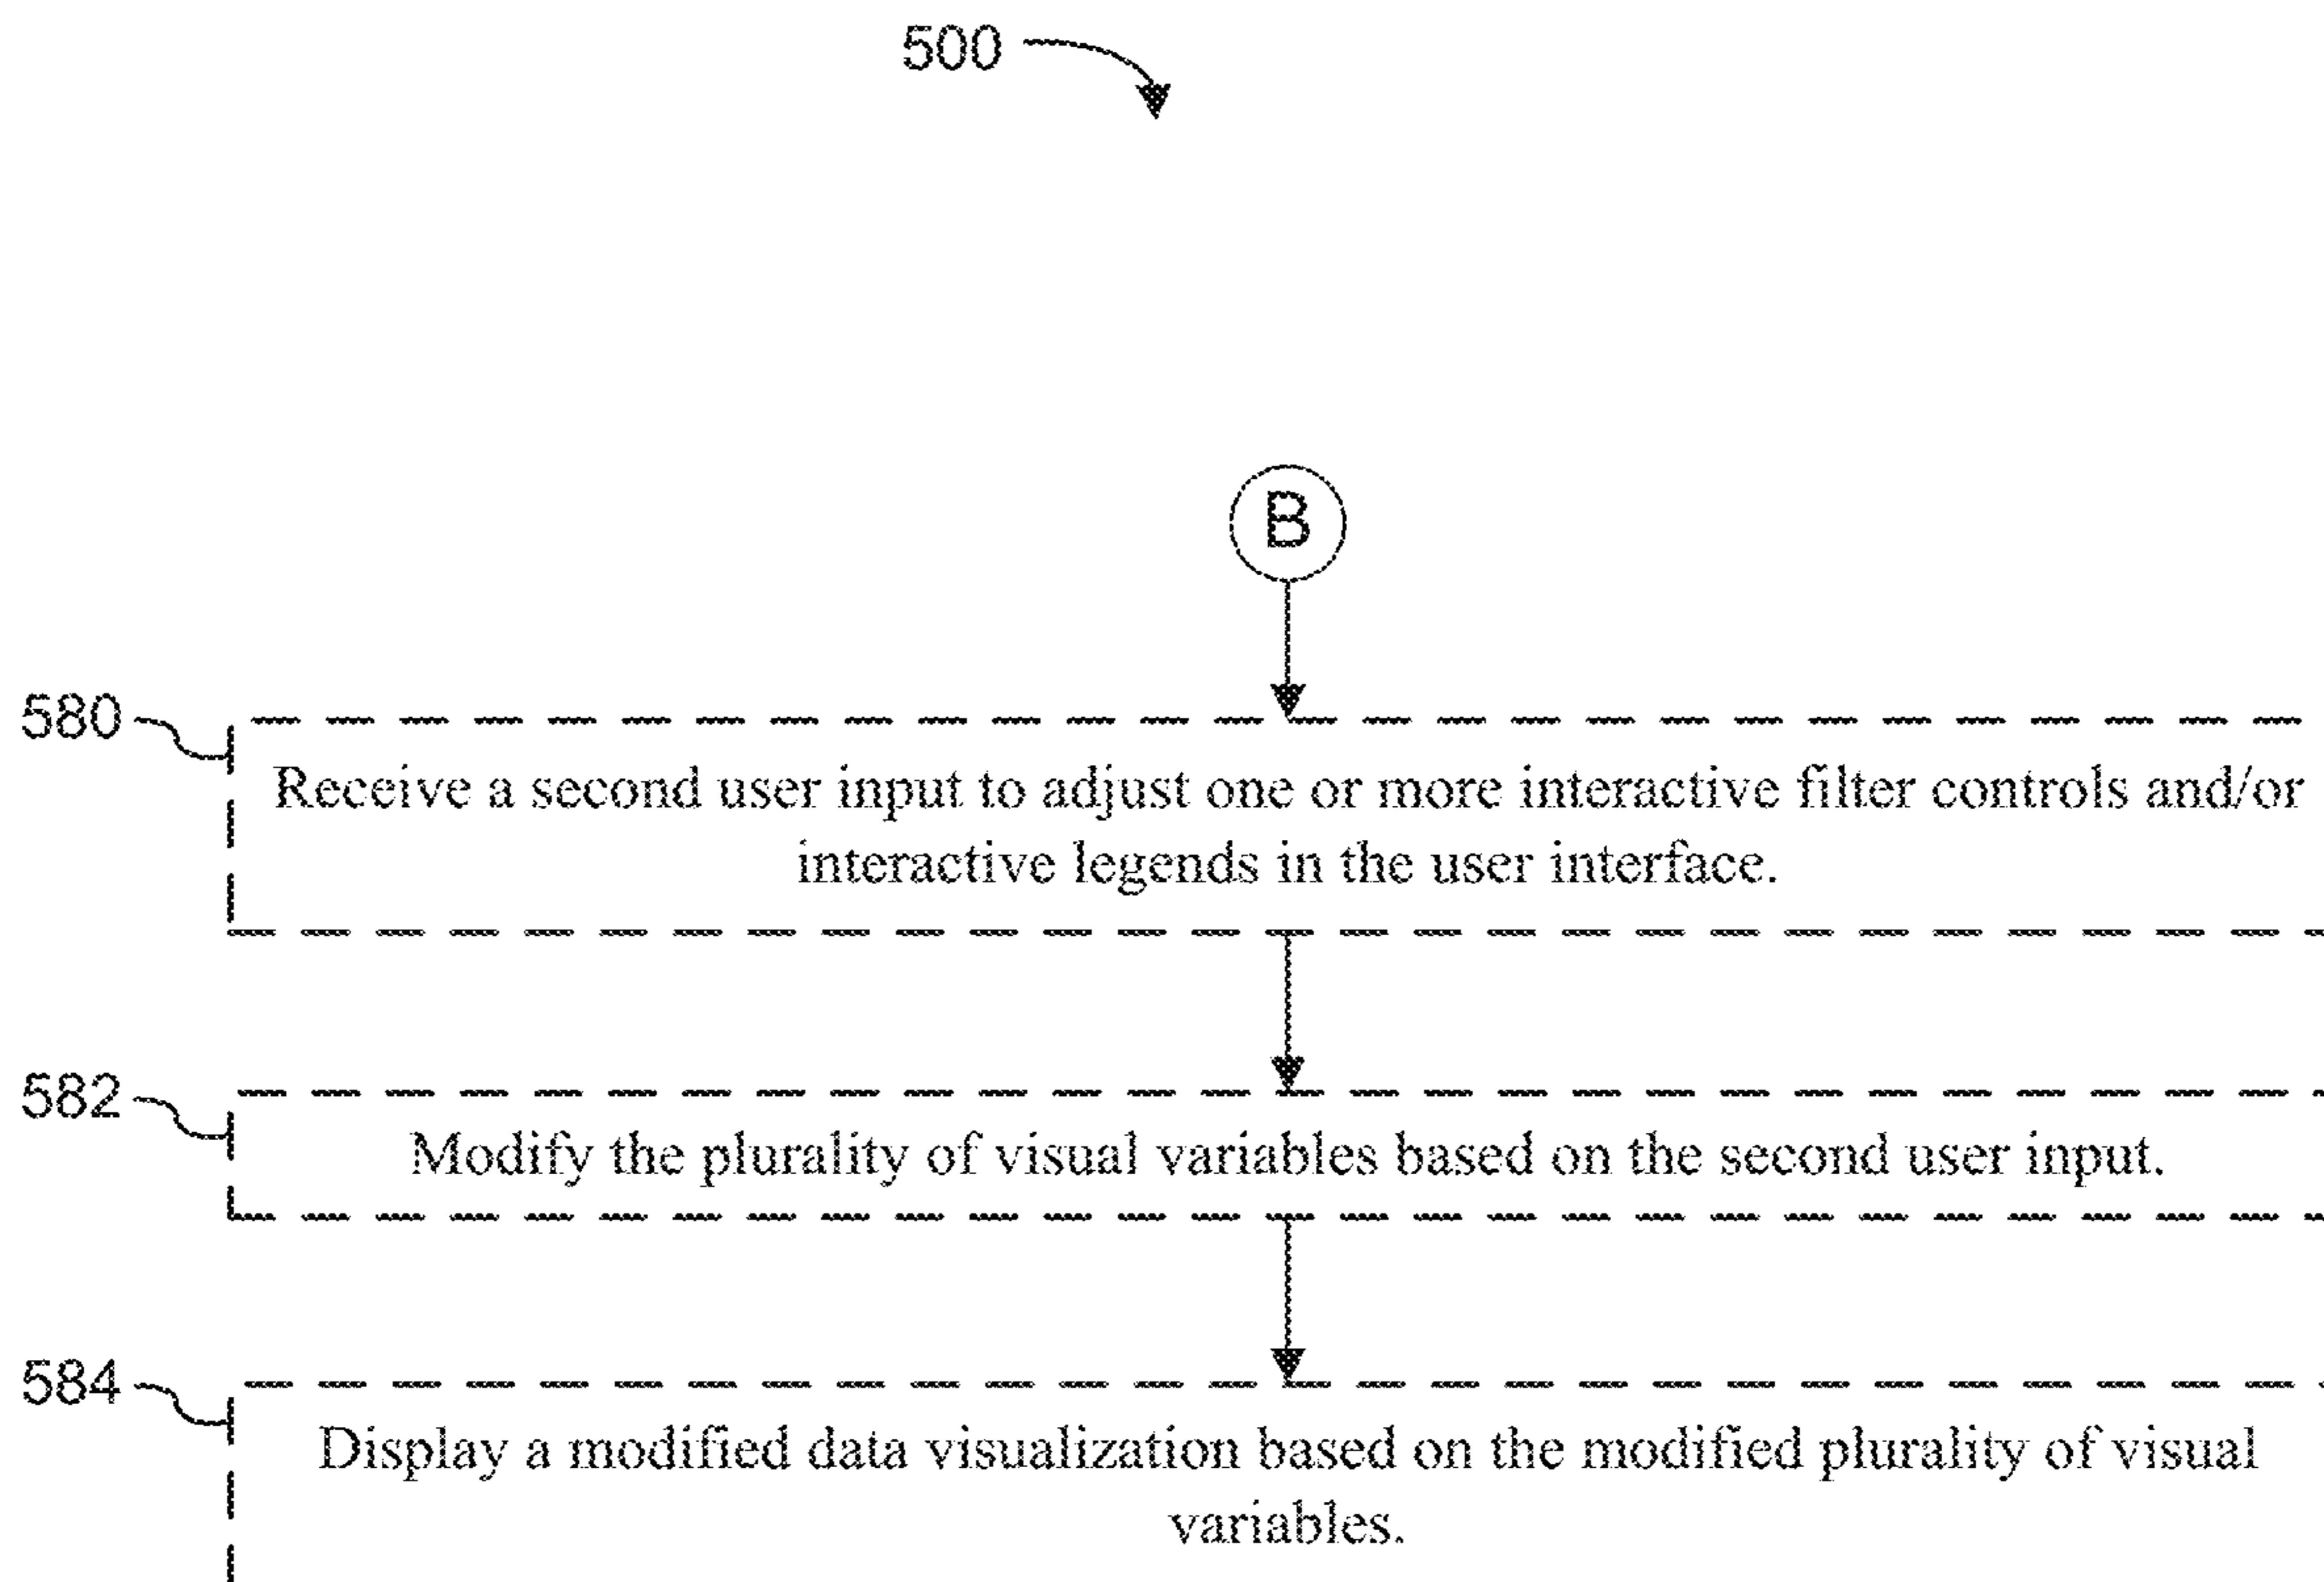 500
B
580
Receive a second user input to adjust one or more interactive filter controls and/or
interactive legends in the user interface.
582
Modify the plurality of visual variables based on the second user input.
584
Display a modified data visualization based on the modified plurality of visual
variables.